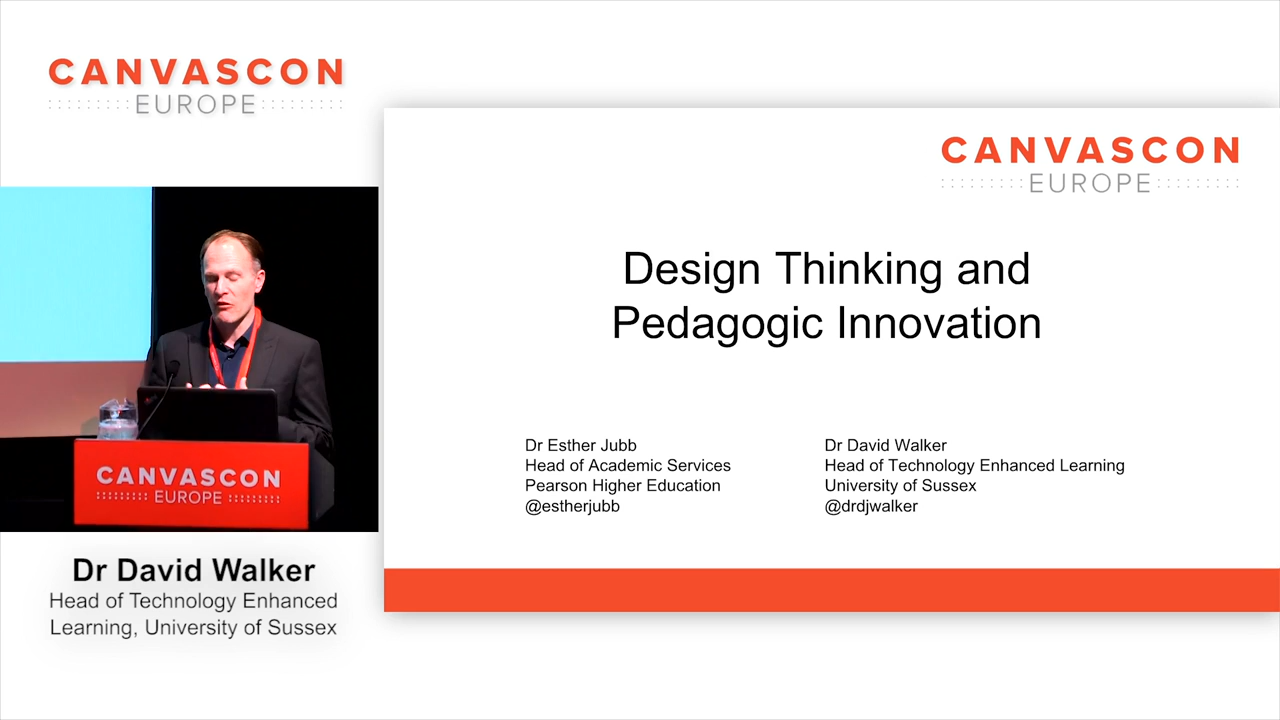 CANVASCON
EUROPE
CANVASCON
EUROPE
Design Thinking and
Pedagogic Innovation
Dr Esther Jubb
Head of Academic Services
Pearson Higher Education
@estherjubb
Dr David Walker
Head of Technology Enhanced Learning
University of Sussex
@drdjwalker
CANVASCON
EUROPE
Dr David Walker
Head of Technology Enhanced
Learning, University of Sussex